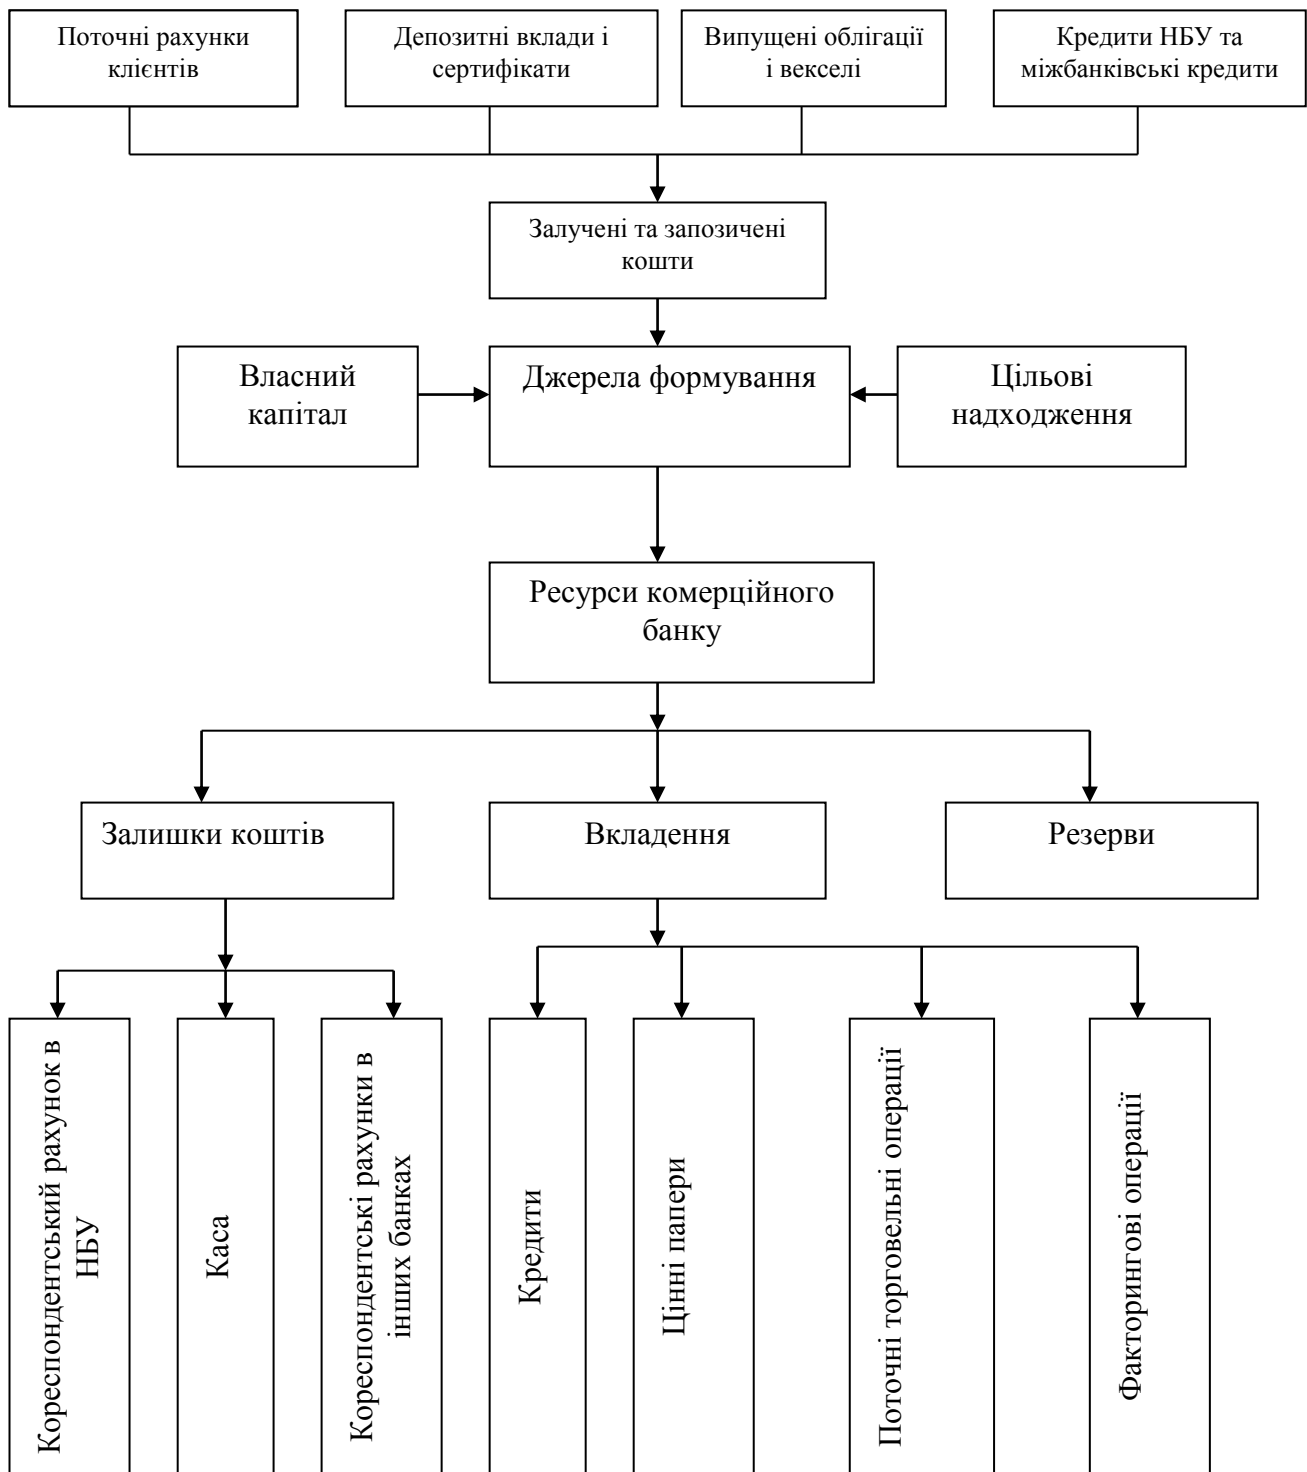 Поточні рахунки
клієнтів
Депозитні вклади і
сертифікати
Випущені облігації
і векселі
Кредити НБУ та
міжбанківські кредити
Залучені та запозичені
кошти
Власний
капітал
Джерела формування
Цільові
надходження
Ресурси комерційного
банку
Залишки коштів
Вкладення
Резерви
Кореспондентський рахунок в
НБУ
Каса
Кореспондентські рахунки в
інших банках
Кредити
Цінні папери
Поточні торговельні операції
Факторингові операції